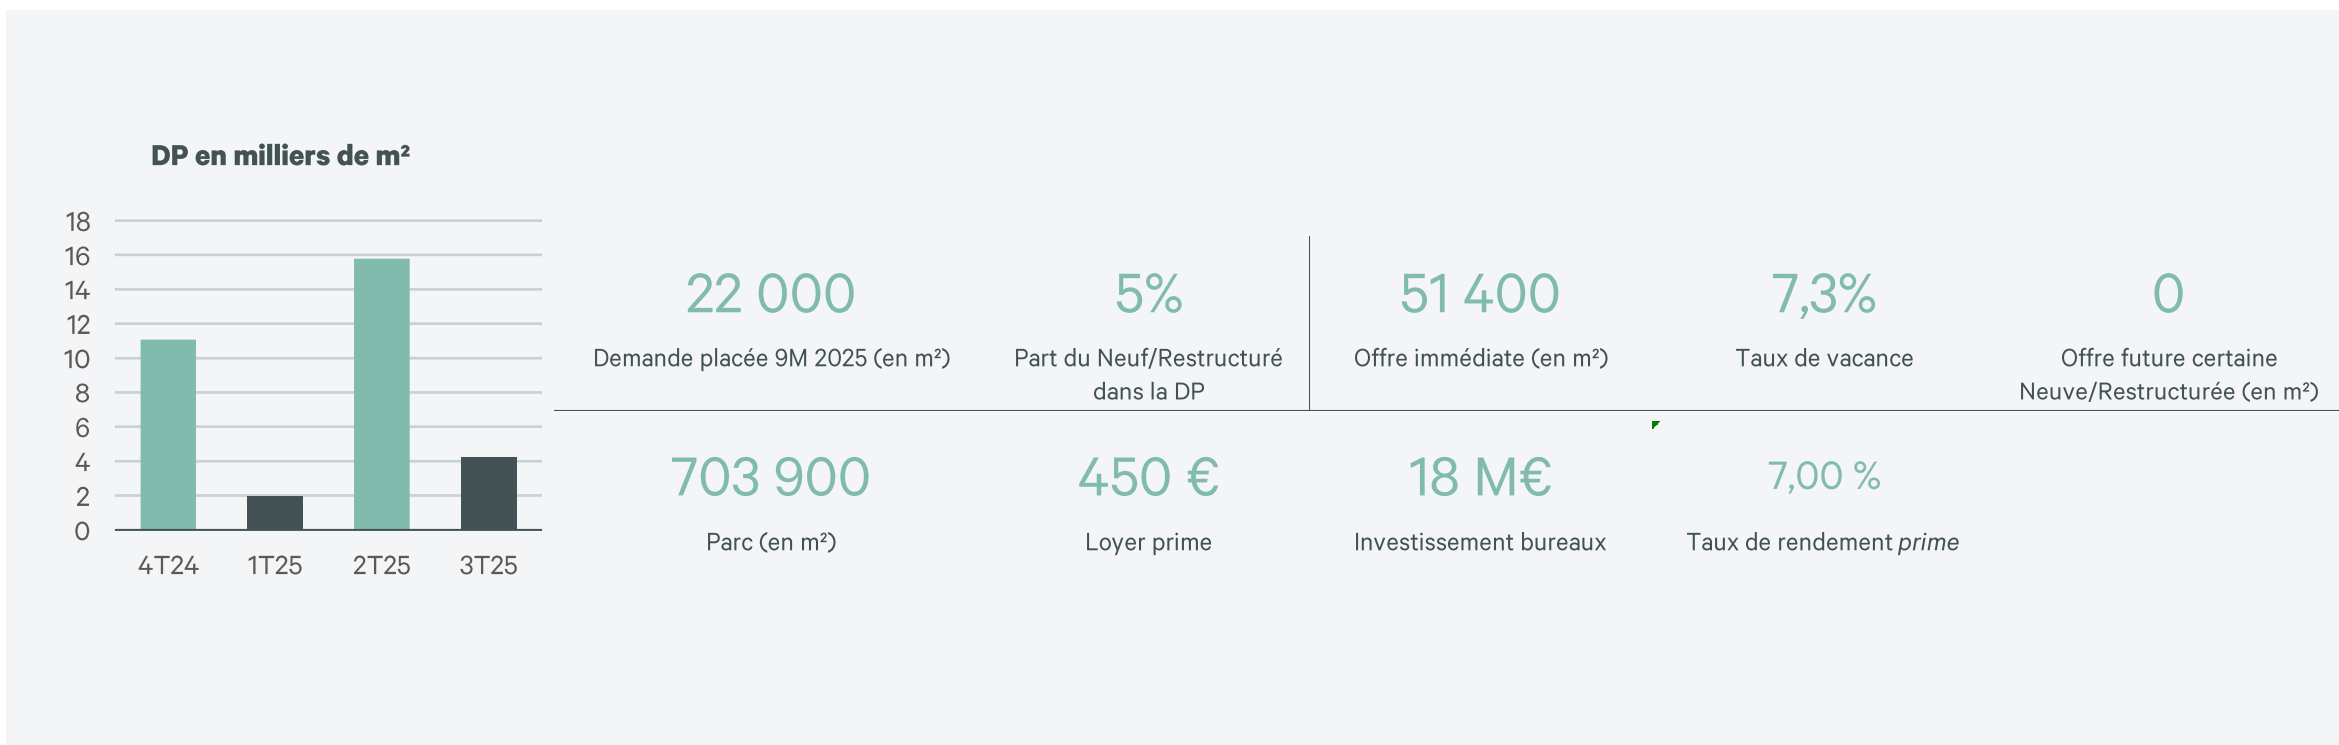 DP en milliers de m²
18
16
14
12
10
8
6
4
2
0
4T24 1T25 2T25 3T25
22 000
Demande placée 9M 2025 (en m²)
5%
Part du Neuf/Restructuré
dans la DP
51 400
Offre immédiate (en m²)
7,3%
Taux de vacance
0
Offre future certaine
Neuve/Restructurée (en m²)
703 900
Parc (en m²)
450 €
Loyer prime
18 M€
Investissement bureaux
7,00 %
Taux de rendement prime